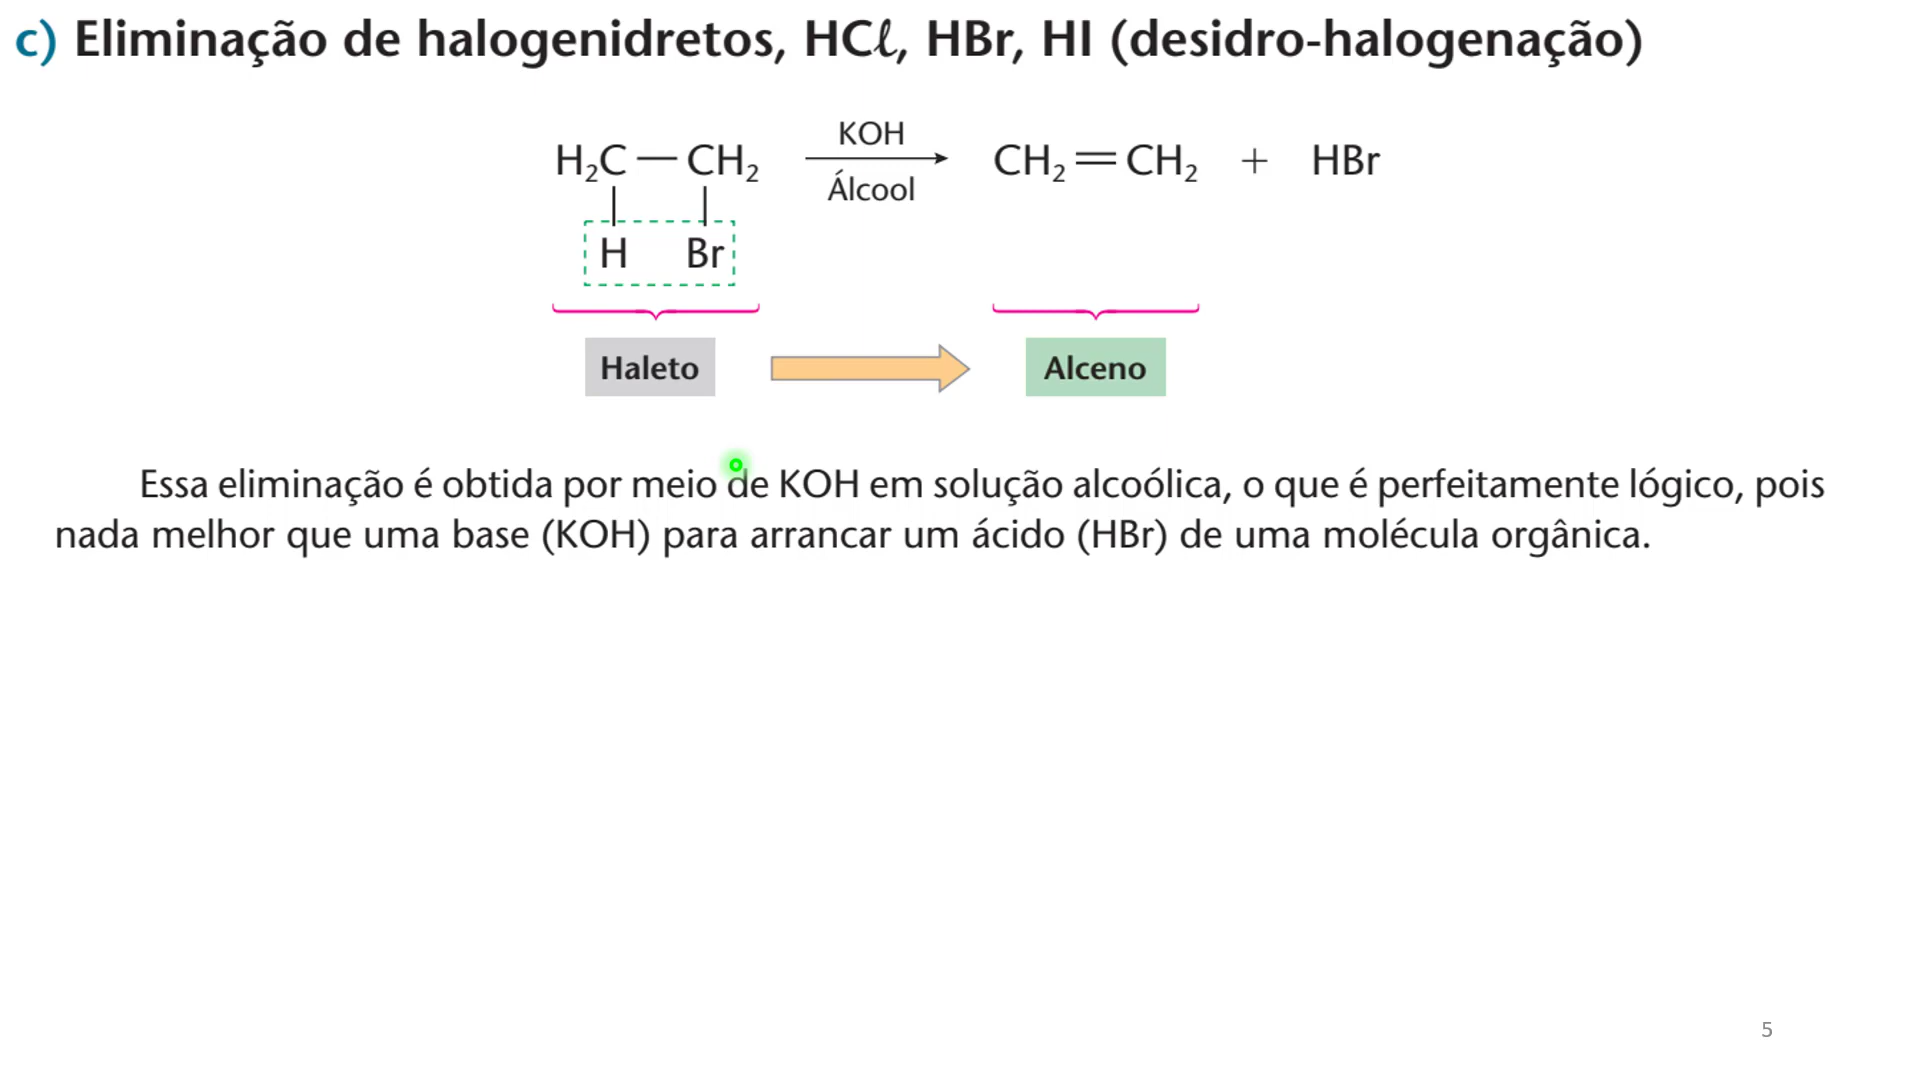 c) Eliminação de halogenidretos, HCℓ, HBr, HI (desidro-halogenação)
H₂C — CH₂ KOH CH₂ = CH₂ + HBr
Álcool
H Br
Haleto Alceno
Essa eliminação é obtida por meio de KOH em solução alcoólica, o que é perfeitamente lógico, pois
nada melhor que uma base (KOH) para arrancar um ácido (HBr) de uma molécula orgânica.
5